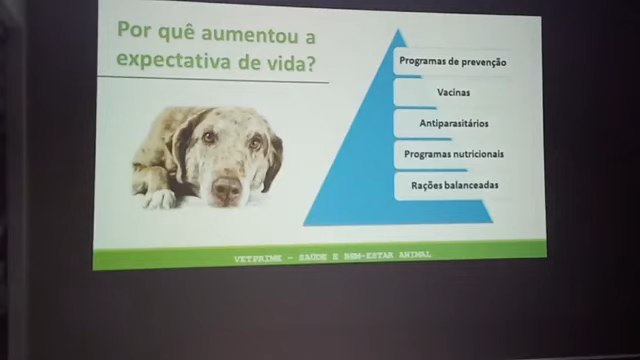 Por quê aumentou a
expectativa de vida?
Programas de prevenção
Vacinas
Antiparasitários
Programas nutricionais
Rações balanceadas
VETPRIME - SAÚDE E BEM-ESTAR ANIMAL